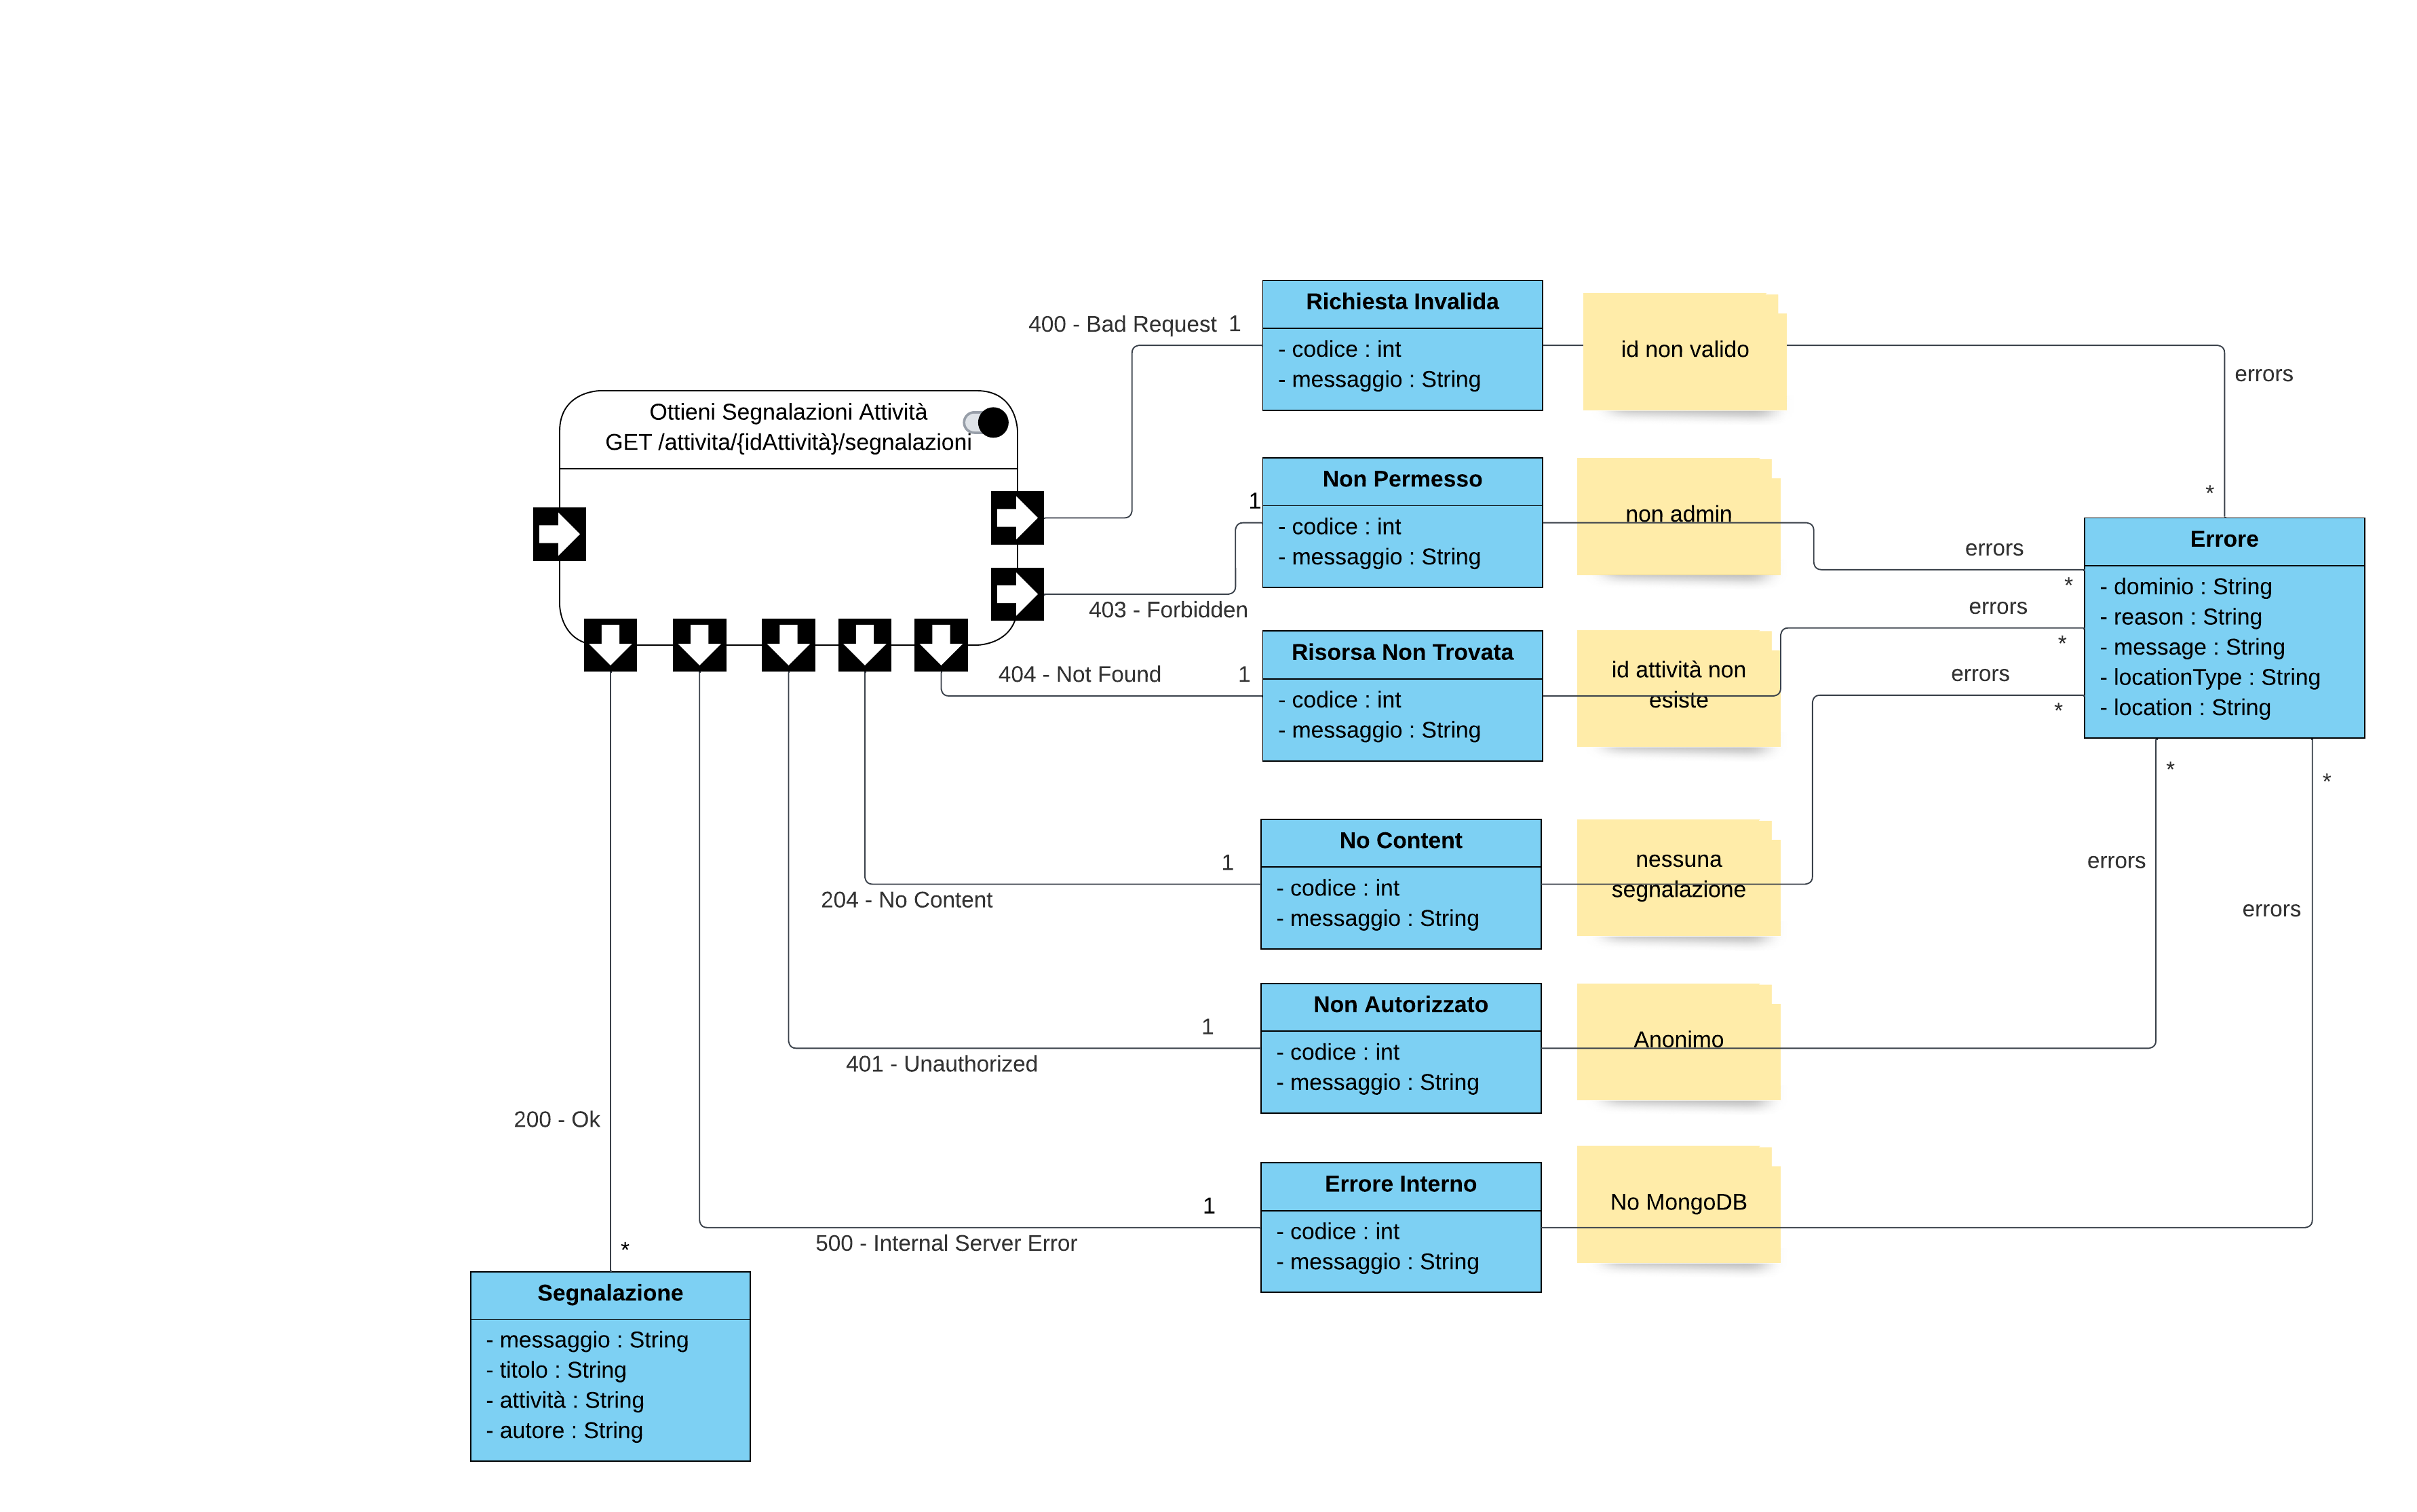 Ottieni Segnalazioni Attività
GET /attivita/{idAttività}/segnalazioni
400 - Bad Request
1
Richiesta Invalida
- codice : int
- messaggio : String
id non valido
errors
*
403 - Forbidden
1
Non Permesso
- codice : int
- messaggio : String
non admin
errors
*
404 - Not Found
1
Risorsa Non Trovata
- codice : int
- messaggio : String
id attività non
esiste
errors
*
204 - No Content
1
No Content
- codice : int
- messaggio : String
nessuna
segnalazione
errors
*
401 - Unauthorized
1
Non Autorizzato
- codice : int
- messaggio : String
Anonimo
errors
*
500 - Internal Server Error
1
Errore Interno
- codice : int
- messaggio : String
No MongoDB
errors
*
Errore
- dominio : String
- reason : String
- message : String
- locationType : String
- location : String
200 - Ok
*
Segnalazione
- messaggio : String
- titolo : String
- attività : String
- autore : String